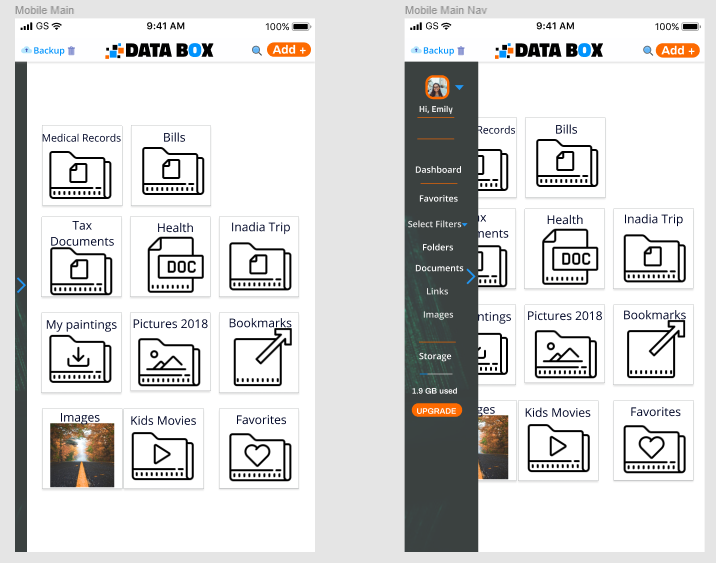 Mobile Main
GS
9:41 AM
100%
Backup
DATA BOX
Add +
Medical Records
Bills
Tax
Documents
Health
DOC
Inadia Trip
My paintings
Pictures 2018
Bookmarks
Images
Kids Movies
Favorites
Mobile Main Nav
GS
9:41 AM
100%
Backup
DATA BOX
Add +
Hi, Emily
Dashboard
Favorites
Select Filters
Folders
Documents
Links
Images
Storage
1.9 GB used
UPGRADE
Records
Bills
ax
ments
Health
DOC
Inadia Trip
ntings
Pictures 2018
Bookmarks
ges
Kids Movies
Favorites